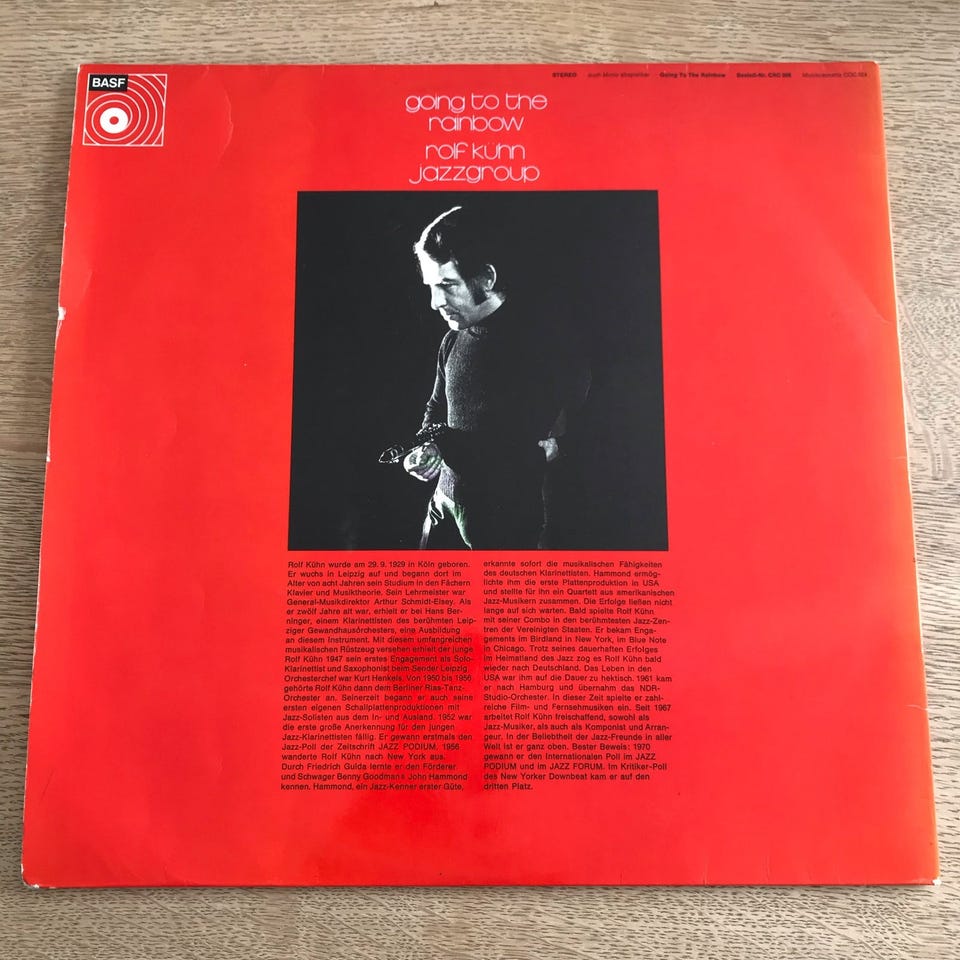 BASF
STEREO auch Mono abspielbar Going To The Rainbow Bestell-Nr. CRC Musicassette
going to the
rainbow
rolf kühn
jazzgroup
Rolf Kühn wurde am 29. 9. 1929 in Köln geboren.
Er wuchs in Leipzig auf und begann dort im
Alter von acht Jahren sein Studium in den Fächern
Klavier und Musiktheorie. Sein Lehrmeister war
General-Musikdirektor Arthur Schmidt-Elsey. Als
er zwölf Jahre alt war, erhielt er bei Hans Ber-
ninger, einem Klarinettisten des berühmten Leip-
ziger Gewandhausorchesters, eine Ausbildung
an diesem Instrument. Mit diesem umfangreichen
musikalischen Rüstzeug versehen erhielt der junge
Rolf Kühn 1947 sein erstes Engagement als Solo-
Klarinettist und Saxophonist beim Sender Leipzig
Orchesterchef war Kurt Henkels. Von 1950 bis 1956
gehörte Rolf Kühn dann dem Berliner Rias-Tanz-
Orchester an. Seinerzeit begann er auch seine
ersten eigenen Schallplattenproduktionen mit
Jazz-Solisten aus dem In- und Ausland. 1952 war
die erste große Anerkennung für den jungen
Jazz-Klarinettisten fällig. Er gewann erstmals den
Jazz-Poll der Zeitschrift JAZZ PODIUM. 1956
wanderte Rolf Kühn nach New York aus.
Durch Friedrich Gulda lernte er den Förderer
und Schwager Benny Goodmans John Hammond
kennen. Hammond, ein Jazz-Kenner erster Güte,
erkannte sofort die musikalischen Fähigkeiten
des deutschen Klarinettisten. Hammond ermög-
lichte ihm die erste Plattenproduktion in USA
und stellte für ihn ein Quartett aus amerikanischen
Jazz-Musikern zusammen. Die Erfolge ließen nicht
lange auf sich warten. Bald spielte Rolf Kühn
mit seiner Combo in den berühmtesten Jazz-Zen-
tren der Vereinigten Staaten. Er bekam Enga-
gements im Birdland in New York, im Blue Note
in Chicago. Trotz seines dauerhaften Erfolges
im Heimatland des Jazz zog es Rolf Kühn bald
wieder nach Deutschland. Das Leben in den
USA war ihm auf die Dauer zu hektisch. 1961 kam
er nach Hamburg und übernahm das NDR-
Studio-Orchester. In dieser Zeit spielte er zahl-
reiche Film- und Fernsehmusiken ein. Seit 1967
arbeitet Rolf Kühn freischaffend, sowohl als
Jazz-Musiker, als auch als Komponist und Arran-
geur. In der Beliebtheit der Jazz-Freunde in aller
Welt ist er ganz oben. Bester Beweis: 1970
gewann er den Internationalen Poll im JAZZ
PODIUM und im JAZZ FORUM. Im Kritiker-Poll
des New Yorker Downbeat kam er auf den
dritten Platz.